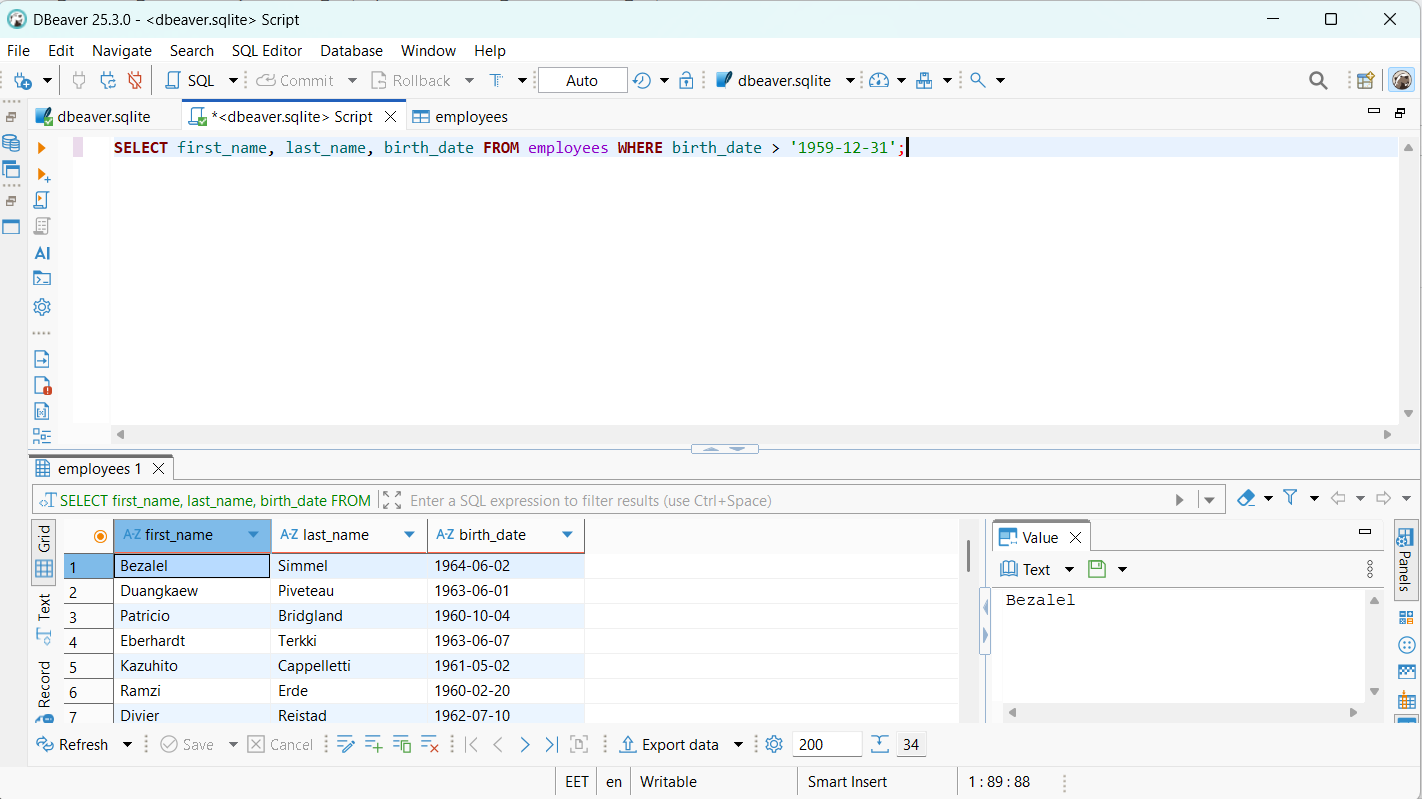 DBeaver 25.3.0 - <dbeaver.sqlite> Script
File Edit Navigate Search SQL Editor Database Window Help
SQL Commit Rollback T Auto dbeaver.sqlite
dbeaver.sqlite *<dbeaver.sqlite> Script employees
SELECT first_name, last_name, birth_date FROM employees WHERE birth_date > '1959-12-31';
AI
employees 1
T SELECT first_name, last_name, birth_date FROM Enter a SQL expression to filter results (use Ctrl+Space)
Grid
Text
Record
A-Z first_name A-Z last_name A-Z birth_date
1 Bezalel Simmel 1964-06-02
2 Duangkaew Piveteau 1963-06-01
3 Patricio Bridgland 1960-10-04
4 Eberhardt Terkki 1963-06-07
5 Kazuhito Cappelletti 1961-05-02
6 Ramzi Erde 1960-02-20
7 Divier Reistad 1962-07-10
Value
Text
Bezalel
Panels
Refresh Save Cancel Export data 200 34
EET en Writable Smart Insert 1 : 89 : 88